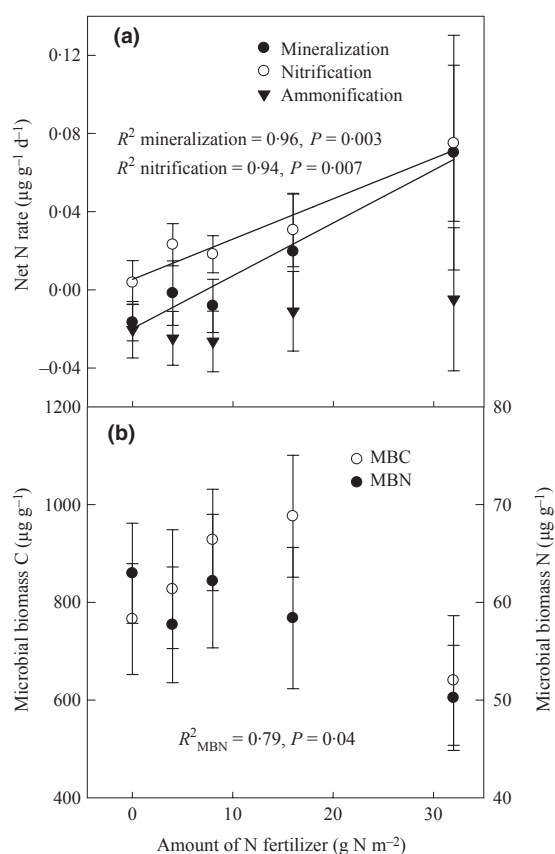 (a)
Mineralization
Nitrification
Ammonification
R² mineralization = 0·96, P = 0·003
R² nitrification = 0·94, P = 0·007
Net N rate (µg g⁻¹ d⁻¹)
0·12
0·08
0·04
0·00
–0·04
(b)
MBC
MBN
R²MBN = 0·79, P = 0·04
Microbial biomass C (µg g⁻¹)
1200
1000
800
600
400
Microbial biomass N (µg g⁻¹)
80
70
60
50
40
0 10 20 30
Amount of N fertilizer (g N m⁻²)